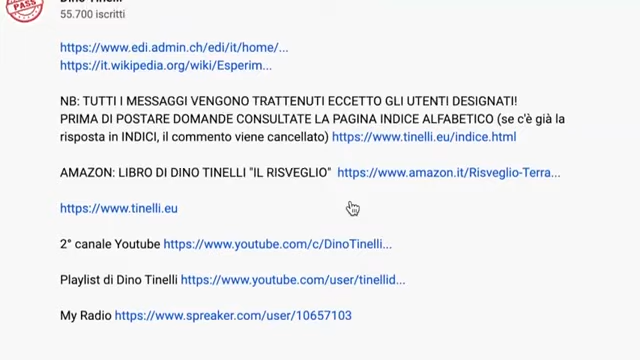 PASS
Dino Tinelli
55.700 iscritti
https://www.edi.admin.ch/edi/it/home/...
https://it.wikipedia.org/wiki/Esperim...
NB: TUTTI I MESSAGGI VENGONO TRATTENUTI ECCETTO GLI UTENTI DESIGNATI!
PRIMA DI POSTARE DOMANDE CONSULTATE LA PAGINA INDICE ALFABETICO (se c'è già la
risposta in INDICI, il commento viene cancellato) https://www.tinelli.eu/indice.html
AMAZON: LIBRO DI DINO TINELLI "IL RISVEGLIO" https://www.amazon.it/Risveglio-Terra...
https://www.tinelli.eu
2° canale Youtube https://www.youtube.com/c/DinoTinelli...
Playlist di Dino Tinelli https://www.youtube.com/user/tinellid...
My Radio https://www.spreaker.com/user/10657103